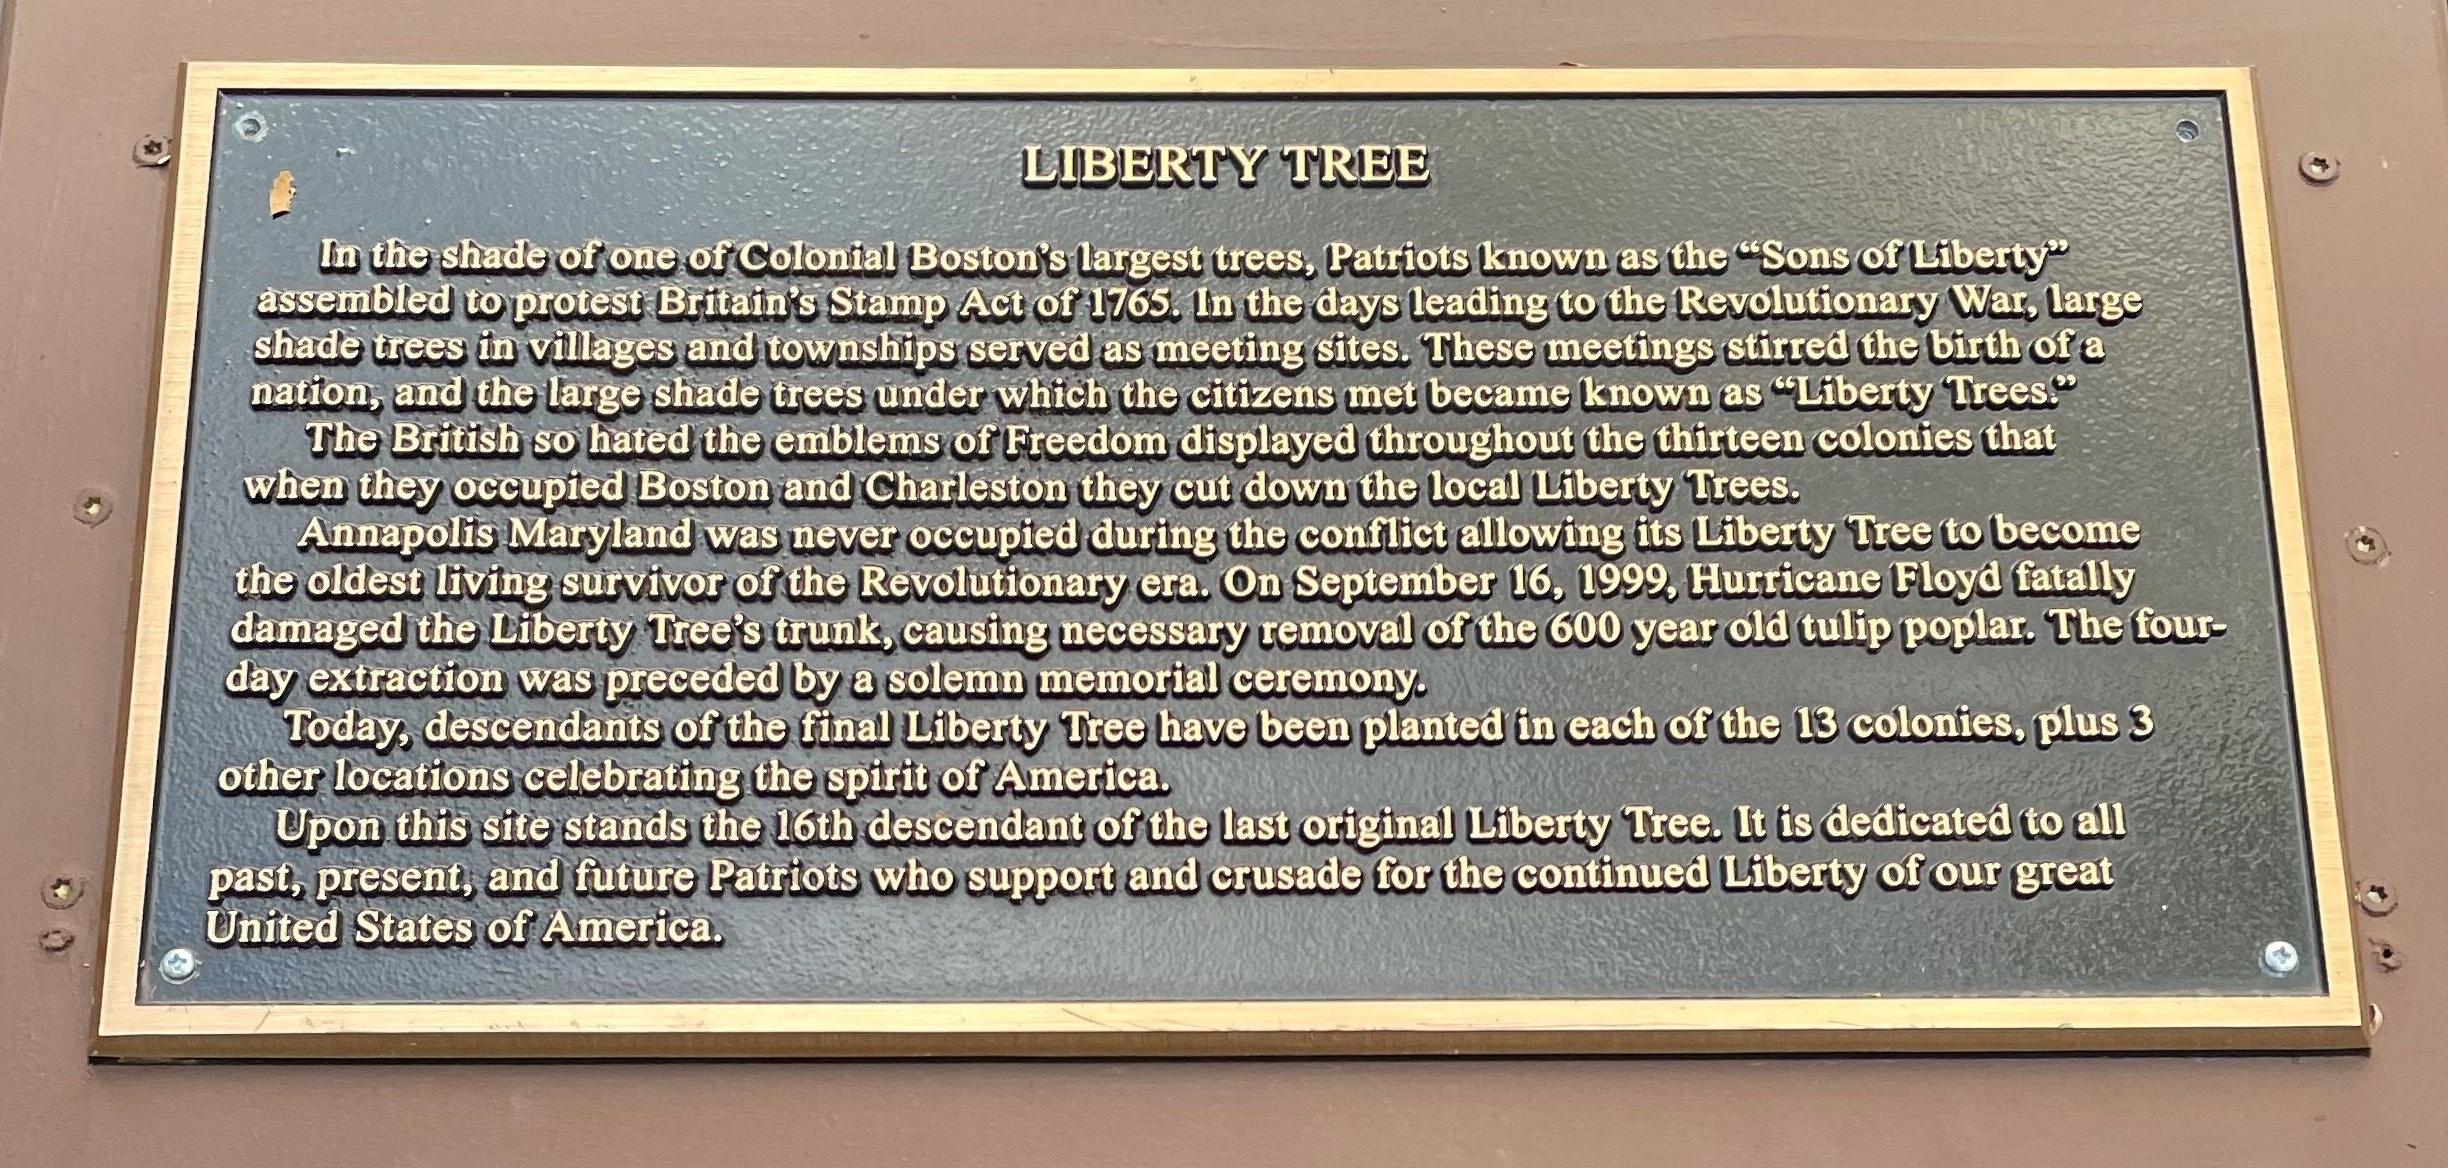 LIBERTY TREE
In the shade of one of Colonial Boston's largest trees, Patriots known as the “Sons of Liberty”
assembled to protest Britain's Stamp Act of 1765. In the days leading to the Revolutionary War, large
shade trees in villages and townships served as meeting sites. These meetings stirred the birth of a
nation, and the large shade trees under which the citizens met became known as “Liberty Trees.”
The British so hated the emblems of Freedom displayed throughout the thirteen colonies that
when they occupied Boston and Charleston they cut down the local Liberty Trees.
Annapolis Maryland was never occupied during the conflict allowing its Liberty Tree to become
the oldest living survivor of the Revolutionary era. On September 16, 1999, Hurricane Floyd fatally
damaged the Liberty Tree's trunk, causing necessary removal of the 600 year old tulip poplar. The four-
day extraction was preceded by a solemn memorial ceremony.
Today, descendants of the final Liberty Tree have been planted in each of the 13 colonies, plus 3
other locations celebrating the spirit of America.
Upon this site stands the 16th descendant of the last original Liberty Tree. It is dedicated to all
past, present, and future Patriots who support and crusade for the continued Liberty of our great
United States of America.